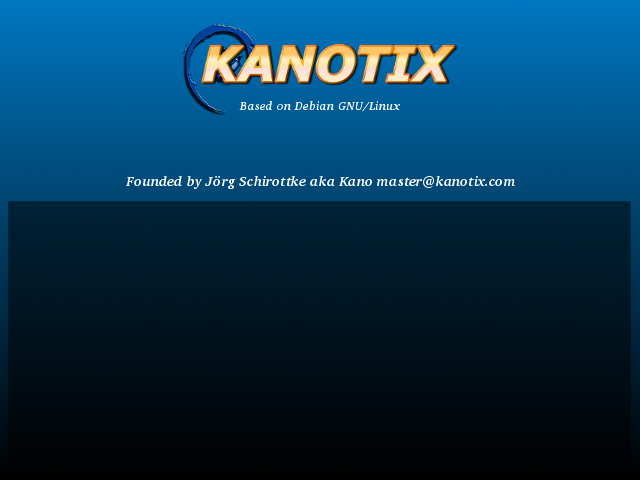 KANOTIX
Based on Debian GNU/Linux
Founded by Jörg Schirottke aka Kano master@kanotix.com